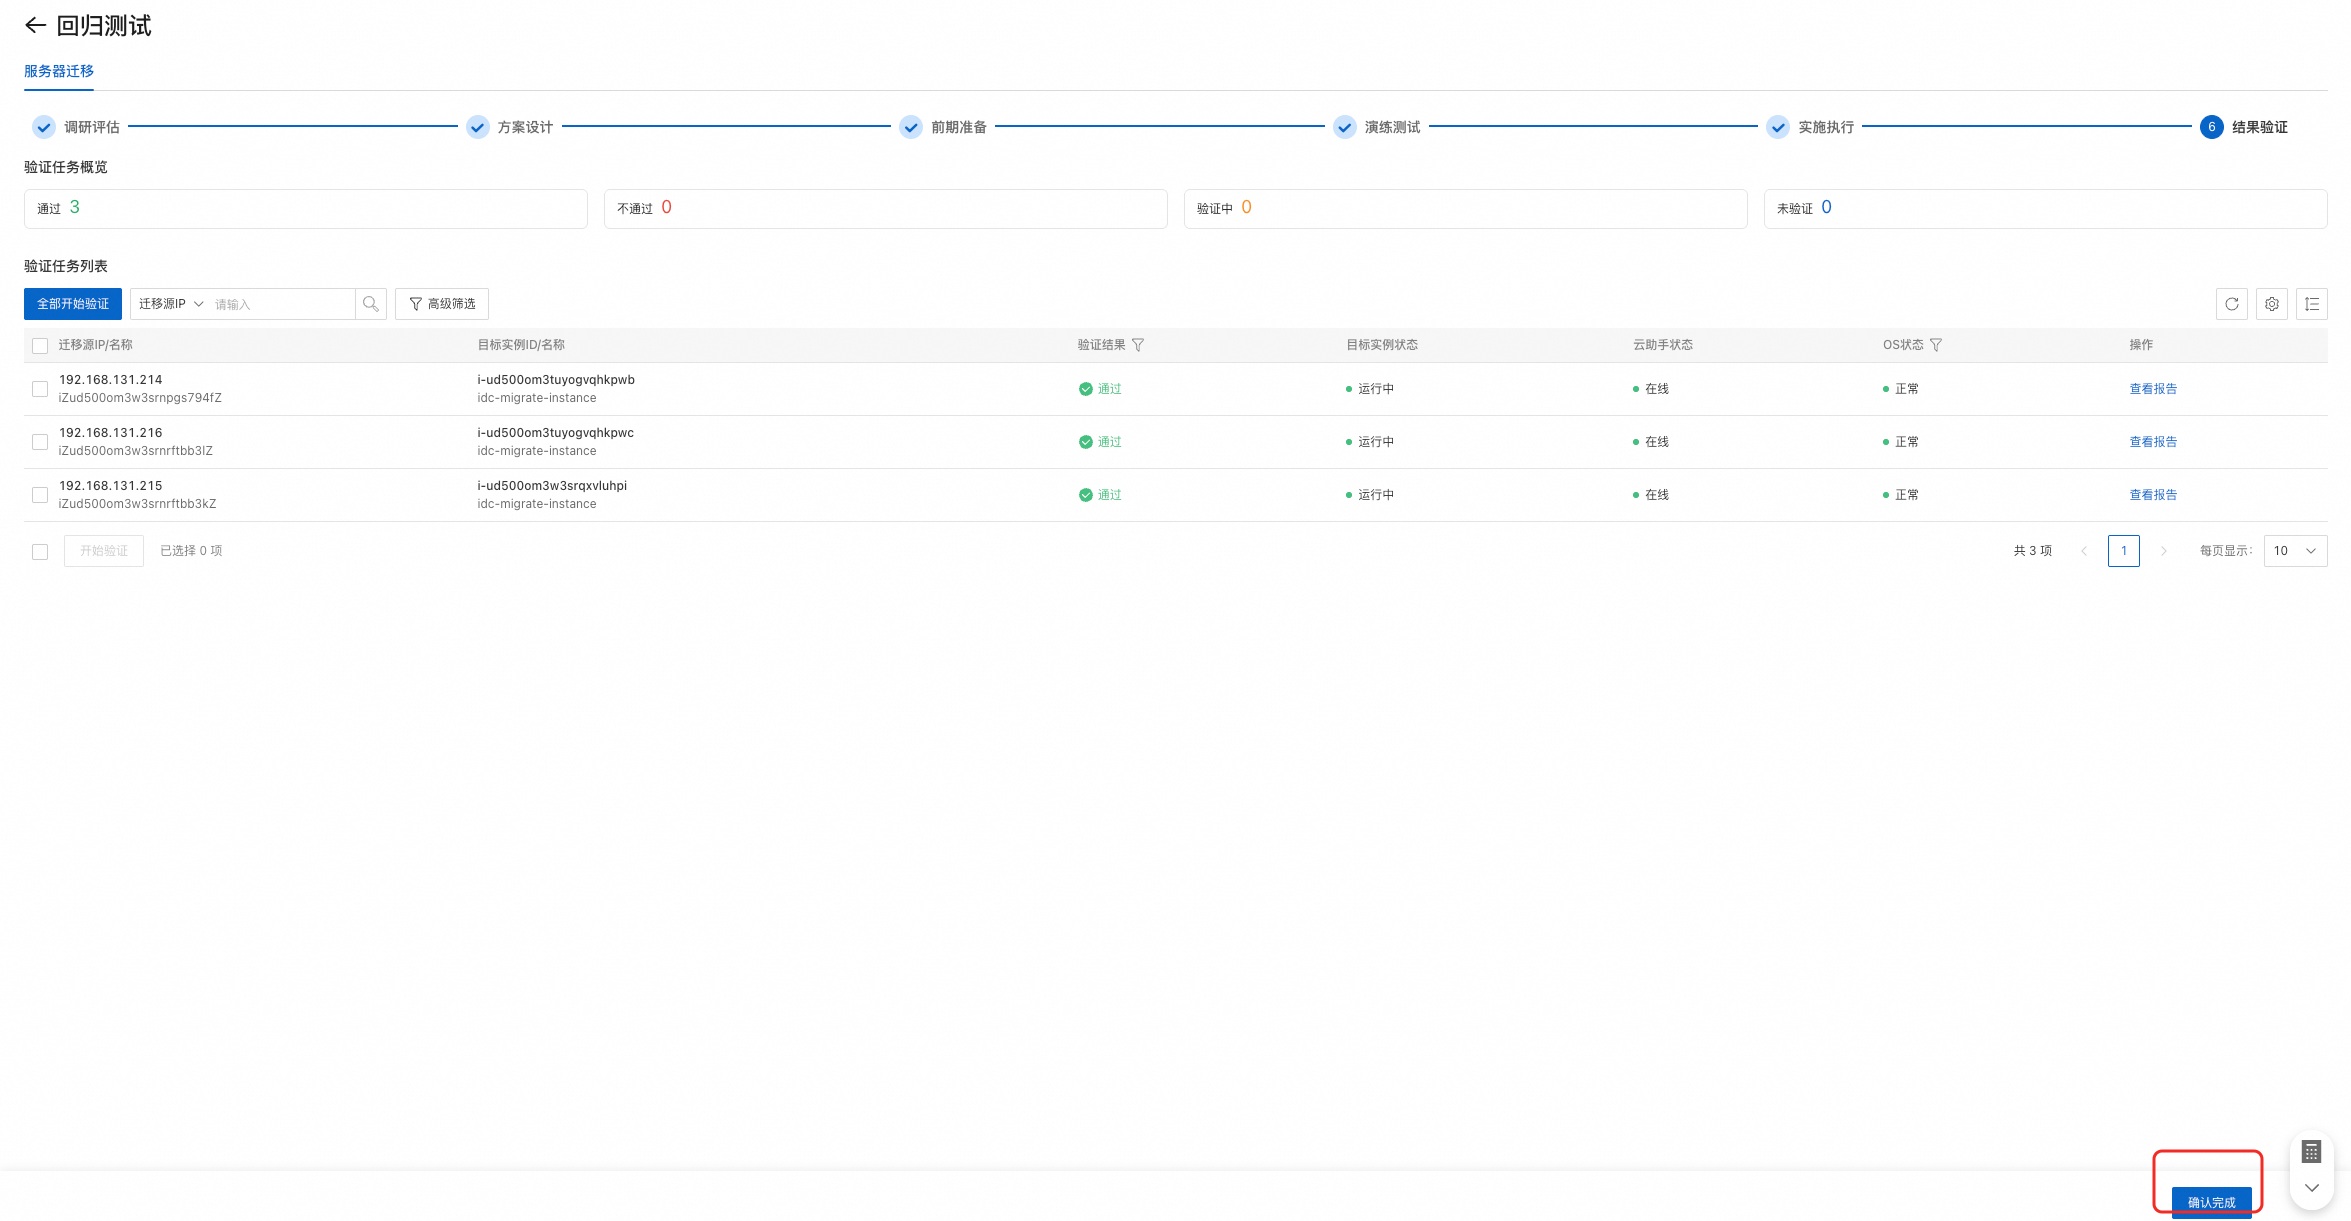 回归测试
服务器迁移
调研评估 方案设计 前期准备 演练测试 实施执行 6 结果验证
验证任务概览
通过 3 不通过 0 验证中 0 未验证 0
验证任务列表
全部开始验证 迁移源IP 请输入 高级筛选
迁移源IP/名称 目标实例ID/名称 验证结果 目标实例状态 云助手状态 OS状态 操作
192.168.131.214 i-ud500om3tuyogvqhkpwb 通过 运行中 在线 正常 查看报告
iZud500om3w3srnpgs794fZ idc-migrate-instance
192.168.131.216 i-ud500om3tuyogvqhkpwc 通过 运行中 在线 正常 查看报告
iZud500om3w3srnrftbb3lZ idc-migrate-instance
192.168.131.215 i-ud500om3w3srqxvluhpi 通过 运行中 在线 正常 查看报告
iZud500om3w3srnrftbb3kZ idc-migrate-instance
开始验证 已选择 0 项 共 3 项 1 每页显示: 10
确认完成